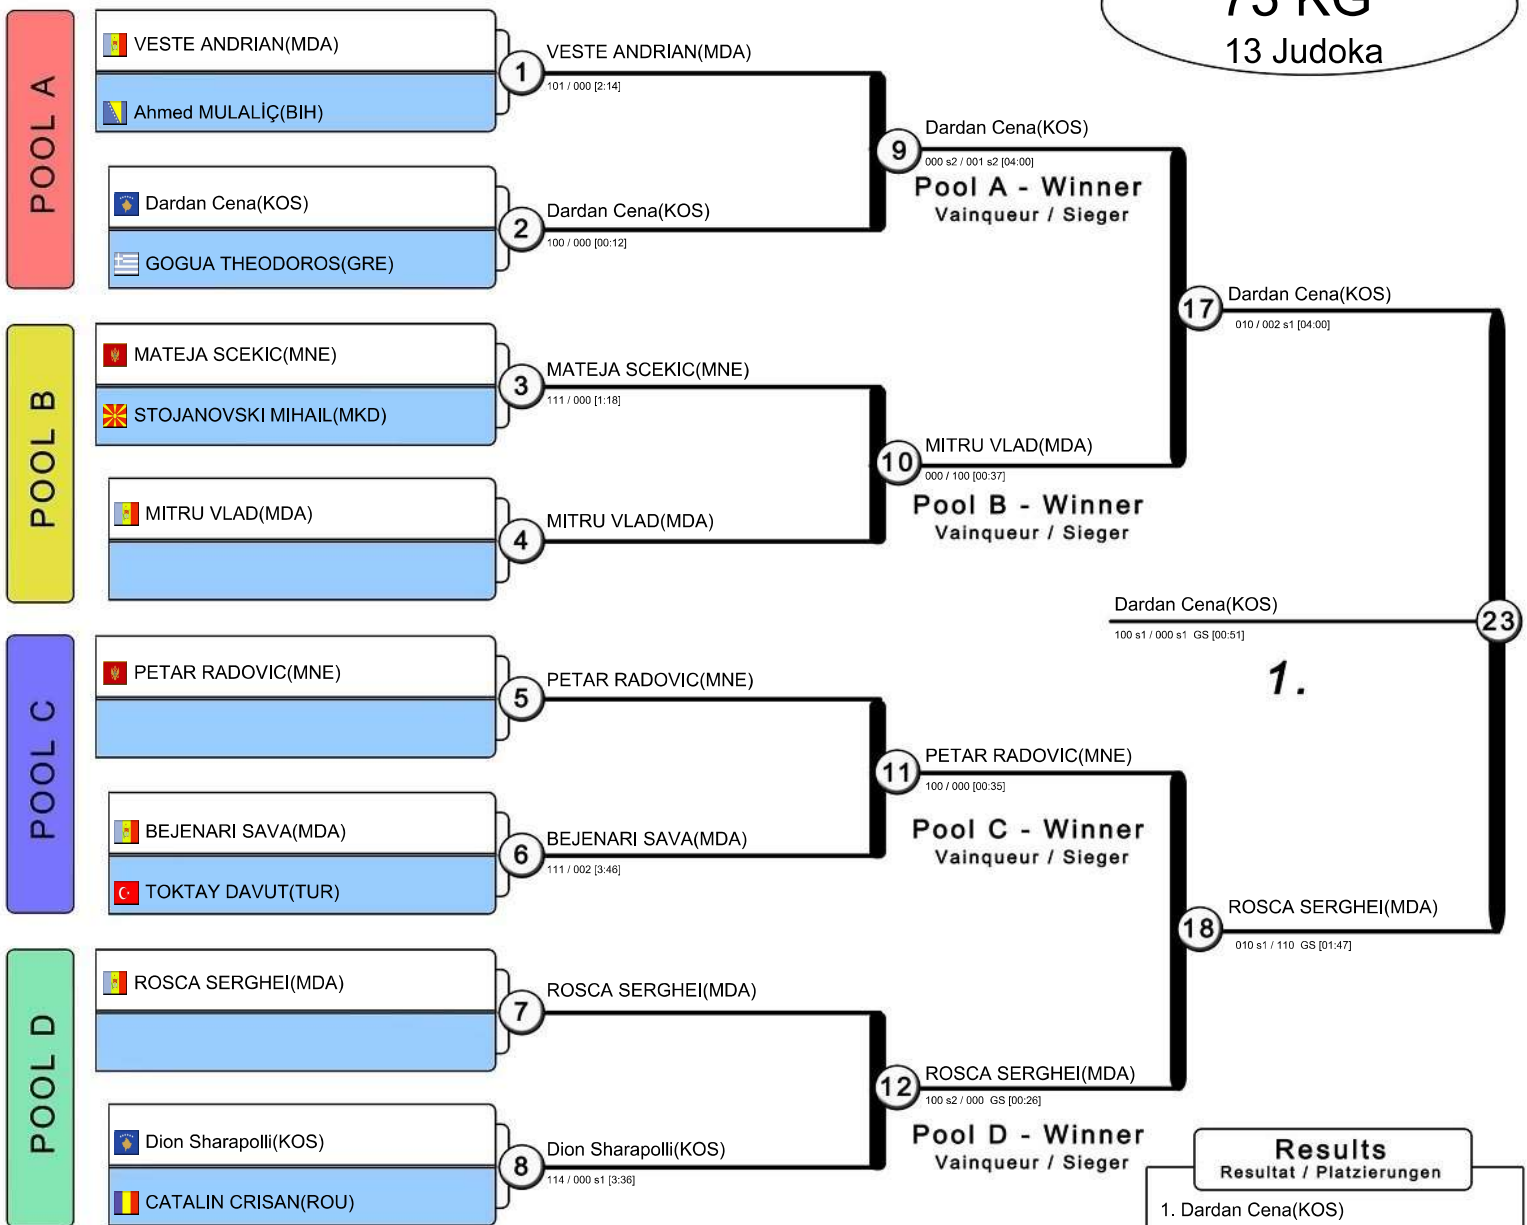 73 KG
13 Judoka
POOL A
VESTE ANDRIAN(MDA)
Ahmed MULALİÇ(BIH)
1
VESTE ANDRIAN(MDA)
101 / 000 [2:14]
Dardan Cena(KOS)
GOGUA THEODOROS(GRE)
2
Dardan Cena(KOS)
100 / 000 [00:12]
9
Dardan Cena(KOS)
000 s2 / 001 s2 [04:00]
Pool A - Winner
Vainqueur / Sieger
POOL B
MATEJA SCEKIC(MNE)
STOJANOVSKI MIHAIL(MKD)
3
MATEJA SCEKIC(MNE)
111 / 000 [1:18]
MITRU VLAD(MDA)
4
MITRU VLAD(MDA)
10
MITRU VLAD(MDA)
000 / 100 [00:37]
Pool B - Winner
Vainqueur / Sieger
17
Dardan Cena(KOS)
010 / 002 s1 [04:00]
POOL C
PETAR RADOVIC(MNE)
5
PETAR RADOVIC(MNE)
BEJENARI SAVA(MDA)
TOKTAY DAVUT(TUR)
6
BEJENARI SAVA(MDA)
111 / 002 [3:46]
11
PETAR RADOVIC(MNE)
100 / 000 [00:35]
Pool C - Winner
Vainqueur / Sieger
POOL D
ROSCA SERGHEI(MDA)
7
ROSCA SERGHEI(MDA)
Dion Sharapolli(KOS)
CATALIN CRISAN(ROU)
8
Dion Sharapolli(KOS)
114 / 000 s1 [3:36]
12
ROSCA SERGHEI(MDA)
100 s2 / 000 GS [00:26]
Pool D - Winner
Vainqueur / Sieger
18
ROSCA SERGHEI(MDA)
010 s1 / 110 GS [01:47]
23
Dardan Cena(KOS)
100 s1 / 000 s1 GS [00:51]
1.
Results
Resultat / Platzierungen
1. Dardan Cena(KOS)